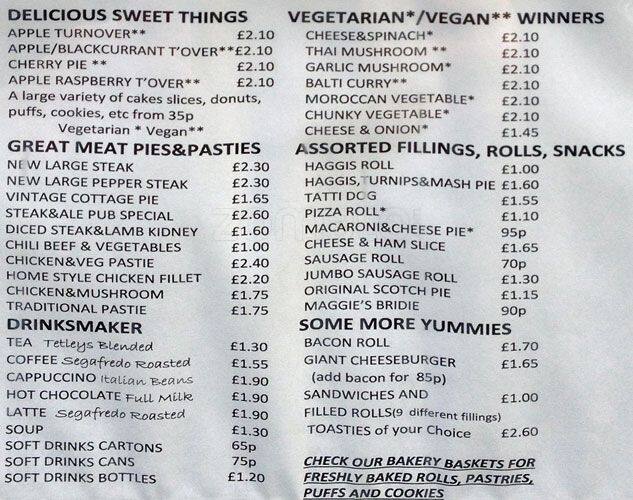 DELICIOUS SWEET THINGS
APPLE TURNOVER** £2.10
APPLE/BLACKCURRANT T'OVER** £2.10
CHERRY PIE ** £2.10
APPLE RASPBERRY T'OVER** £2.10
A large variety of cakes slices, donuts,
puffs, cookies, etc from 35p
Vegetarian * Vegan**
GREAT MEAT PIES&PASTIES
NEW LARGE STEAK £2.30
NEW LARGE PEPPER STEAK £2.30
VINTAGE COTTAGE PIE £1.65
STEAK&ALE PUB SPECIAL £2.60
DICED STEAK&LAMB KIDNEY £1.60
CHILI BEEF & VEGETABLES £1.00
CHICKEN&VEG PASTIE £2.40
HOME STYLE CHICKEN FILLET £2.20
CHICKEN&MUSHROOM £1.75
TRADITIONAL PASTIE £1.75
DRINKSMAKER
TEA Tetleys Blended £1.30
COFFEE Segafredo Roasted £1.55
CAPPUCCINO Italian Beans £1.90
HOT CHOCOLATE Full Milk £1.90
LATTE Segafredo Roasted £1.90
SOUP £1.30
SOFT DRINKS CARTONS 65p
SOFT DRINKS CANS 75p
SOFT DRINKS BOTTLES £1.20
VEGETARIAN*/VEGAN** WINNERS
CHEESE&SPINACH* £2.10
THAI MUSHROOM ** £2.10
GARLIC MUSHROOM* £2.10
BALTI CURRY** £2.10
MOROCCAN VEGETABLE* £2.10
CHUNKY VEGETABLE* £2.10
CHEESE & ONION* £1.45
ASSORTED FILLINGS, ROLLS, SNACKS
HAGGIS ROLL £1.00
HAGGIS,TURNIPS&MASH PIE £1.60
TATTI DOG £1.55
PIZZA ROLL* £1.10
MACARONI&CHEESE PIE* 95p
CHEESE & HAM SLICE £1.65
SAUSAGE ROLL 70p
JUMBO SAUSAGE ROLL £1.30
ORIGINAL SCOTCH PIE £1.15
MAGGIE'S BRIDIE 90p
SOME MORE YUMMIES
BACON ROLL £1.70
GIANT CHEESEBURGER £1.65
(add bacon for 85p)
SANDWICHES AND £1.00
FILLED ROLLS(9 different fillings)
TOASTIES of your Choice £2.60
CHECK OUR BAKERY BASKETS FOR
FRESHLY BAKED ROLLS, PASTRIES,
PUFFS AND COOKIES